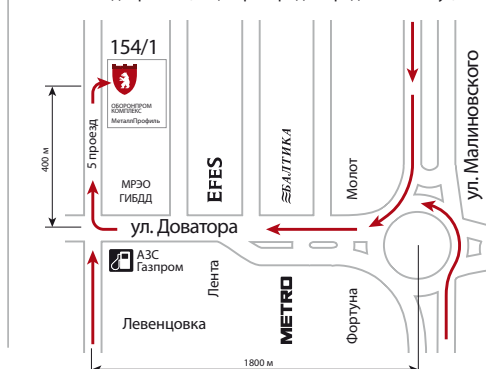 154/1
ОБОРОНПРОМ
КОМПЛЕКС
МеталлПрофиль
5 проезд
400 м
МРЭО
ГИБДД
EFES
БАЛТИКА
Молот
ул. Малиновского
ул. Доватора
АЗС
Газпром
Лента
METRO
Фортуна
Левенцовка
1800 м